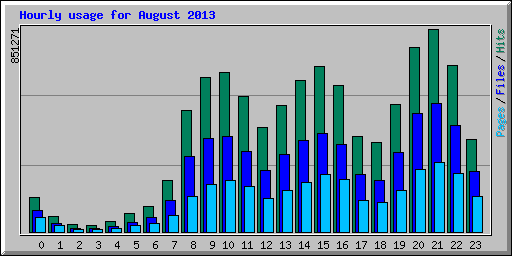 Hourly usage for August 2013
851271
Pages / Files / Hits
0 1 2 3 4 5 6 7 8 9 10 11 12 13 14 15 16 17 18 19 20 21 22 23